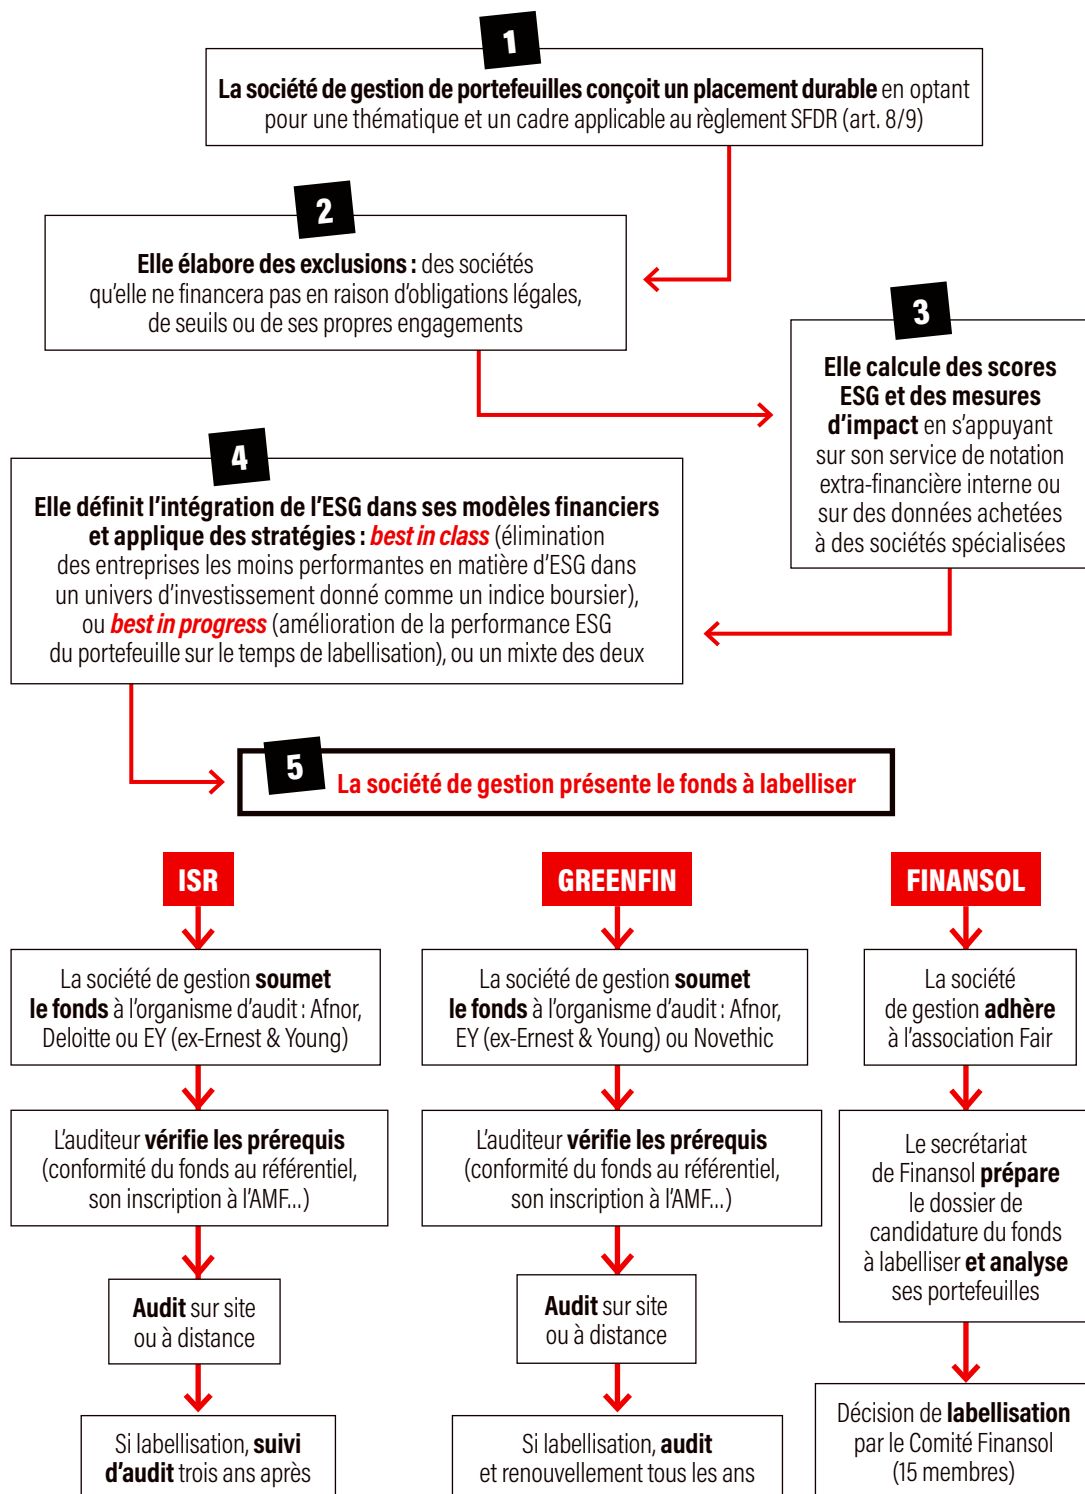 1
La société de gestion de portefeuilles conçoit un placement durable en optant
pour une thématique et un cadre applicable au règlement SFDR (art. 8/9)
2
Elle élabore des exclusions : des sociétés
qu'elle ne financera pas en raison d'obligations légales,
de seuils ou de ses propres engagements
3
Elle calcule des scores
ESG et des mesures
d'impact en s'appuyant
sur son service de notation
extra-financière interne ou
sur des données achetées
à des sociétés spécialisées
4
Elle définit l'intégration de l'ESG dans ses modèles financiers
et applique des stratégies : best in class (élimination
des entreprises les moins performantes en matière d'ESG dans
un univers d'investissement donné comme un indice boursier),
ou best in progress (amélioration de la performance ESG
du portefeuille sur le temps de labellisation), ou un mixte des deux
5
La société de gestion présente le fonds à labelliser
ISR
La société de gestion soumet
le fonds à l'organisme d'audit : Afnor,
Deloitte ou EY (ex-Ernest & Young)
L'auditeur vérifie les prérequis
(conformité du fonds au référentiel,
son inscription à l'AMF...)
Audit sur site
ou à distance
Si labellisation, suivi
d'audit trois ans après
GREENFIN
La société de gestion soumet
le fonds à l'organisme d'audit : Afnor,
EY (ex-Ernest & Young) ou Novethic
L'auditeur vérifie les prérequis
(conformité du fonds au référentiel,
son inscription à l'AMF...)
Audit sur site
ou à distance
Si labellisation, audit
et renouvellement tous les ans
FINANSOL
La société
de gestion adhère
à l'association Fair
Le secrétariat
de Finansol prépare
le dossier de
candidature du fonds
à labelliser et analyse
ses portefeuilles
Décision de labellisation
par le Comité Finansol
(15 membres)